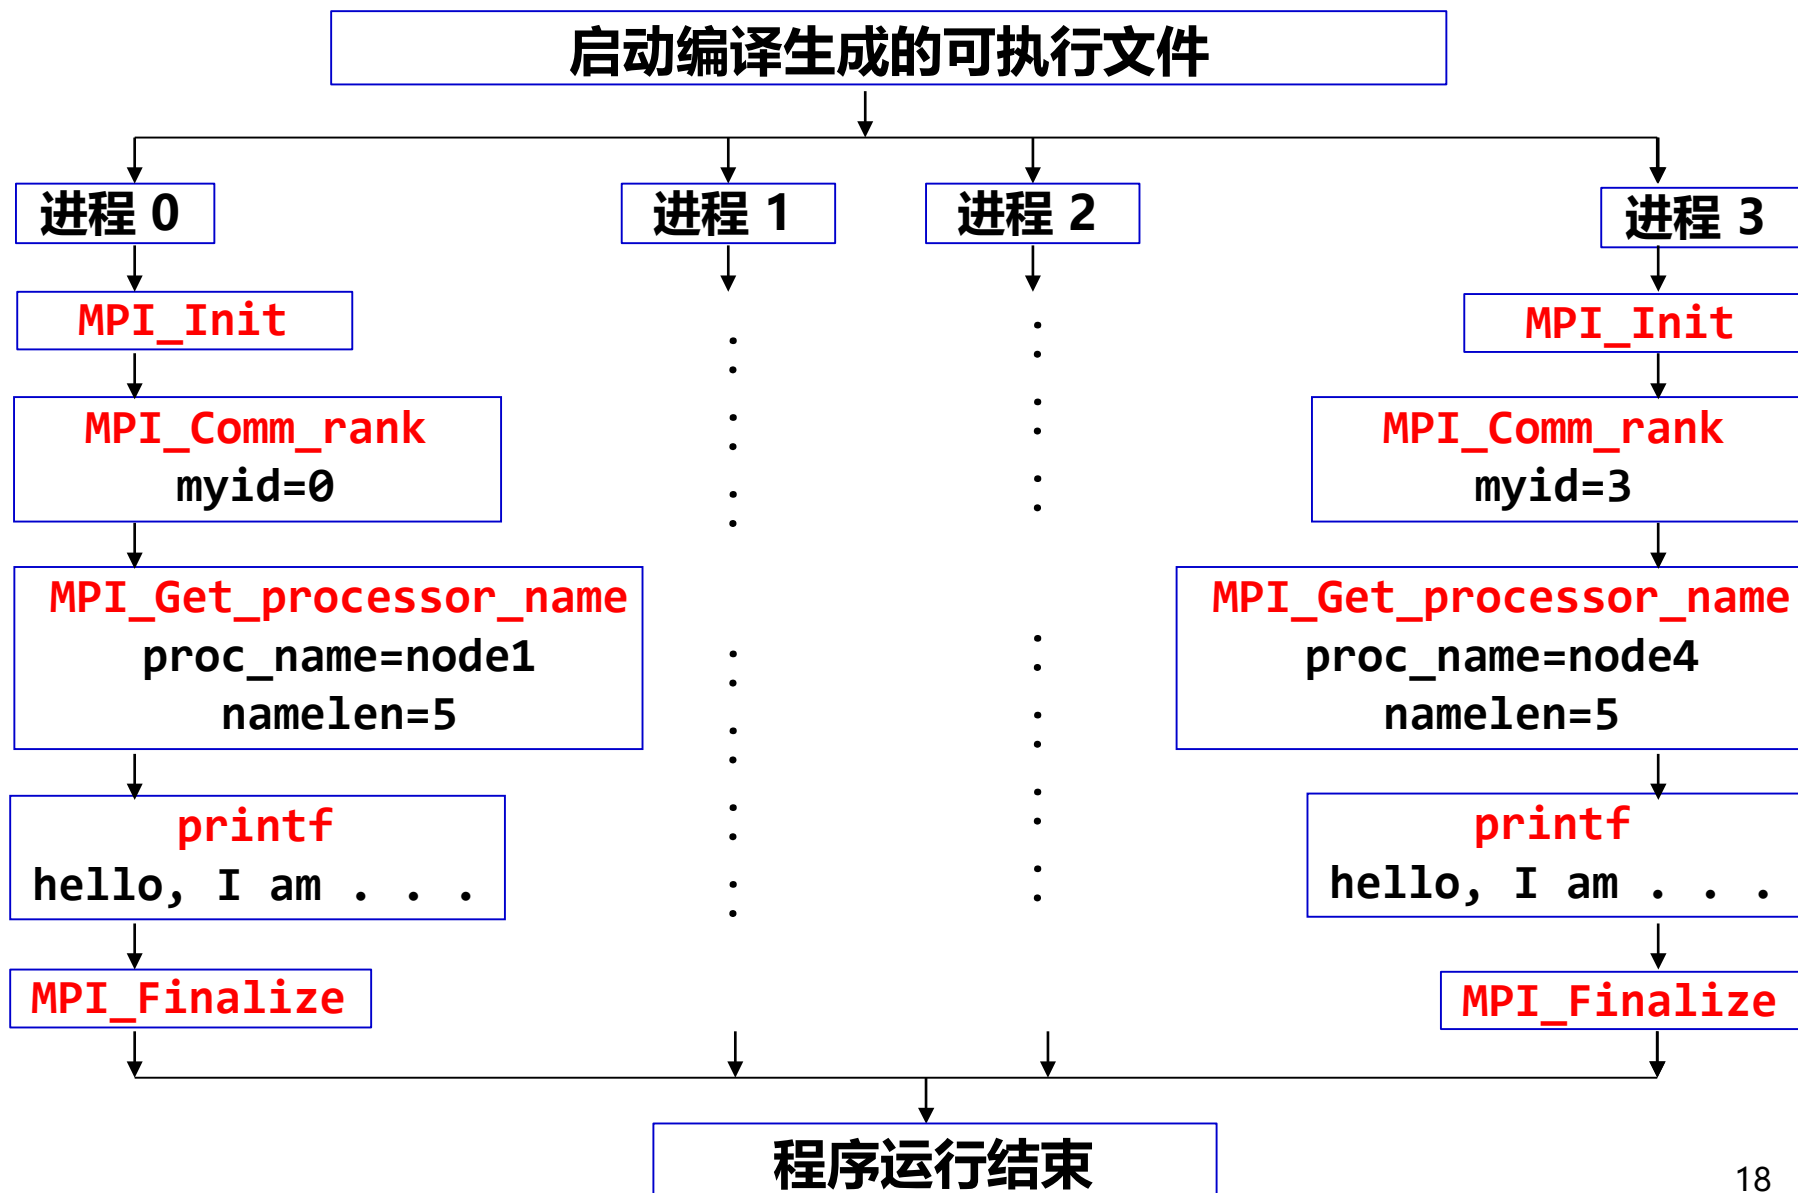 启动编译生成的可执行文件
进程 0
进程 1
进程 2
进程 3
MPI_Init
MPI_Init
MPI_Comm_rank
myid=0
MPI_Comm_rank
myid=3
MPI_Get_processor_name
proc_name=node1
namelen=5
MPI_Get_processor_name
proc_name=node4
namelen=5
printf
hello, I am . . .
printf
hello, I am . . .
MPI_Finalize
MPI_Finalize
程序运行结束
18